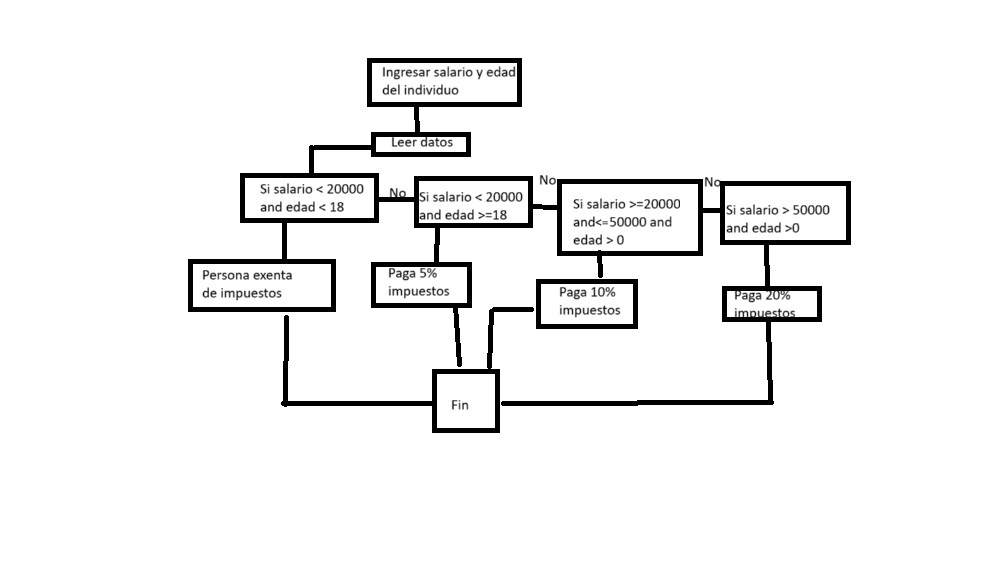 Ingresar salario y edad
del individuo
Leer datos
Si salario < 20000
and edad < 18
No
Si salario < 20000
and edad >=18
No
Si salario >=20000
and<=50000 and
edad > 0
No
Si salario > 50000
and edad >0
Persona exenta
de impuestos
Paga 5%
impuestos
Paga 10%
impuestos
Paga 20%
impuestos
Fin